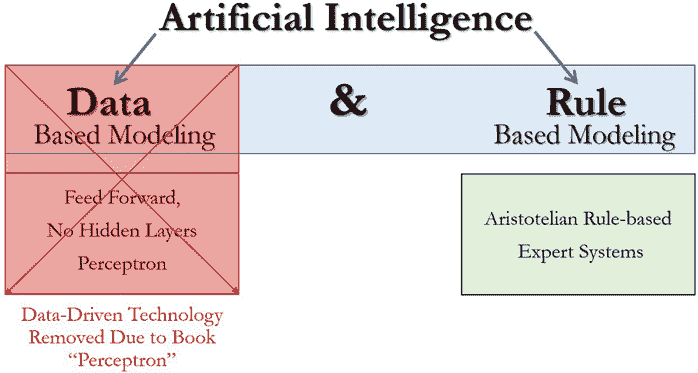 Artificial Intelligence
Data
Based Modeling
&
Rule
Based Modeling
Feed Forward,
No Hidden Layers
Perceptron
Aristotelian Rule-based
Expert Systems
Data-Driven Technology
Removed Due to Book
“Perceptron”